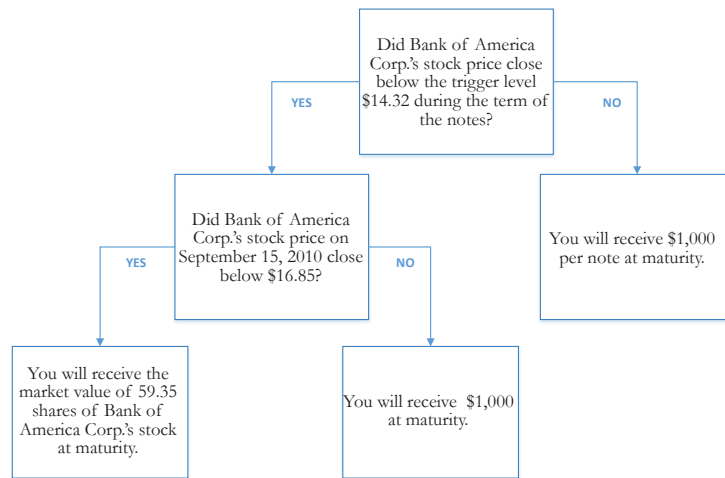 Did Bank of America
Corp.'s stock price close
below the trigger level
$14.32 during the term of
the notes?
YES
NO
Did Bank of America
Corp.'s stock price on
September 15, 2010 close
below $16.85?
You will receive $1,000
per note at maturity.
YES
NO
You will receive the
market value of 59.35
shares of Bank of
America Corp.'s stock
at maturity.
You will receive $1,000
at maturity.